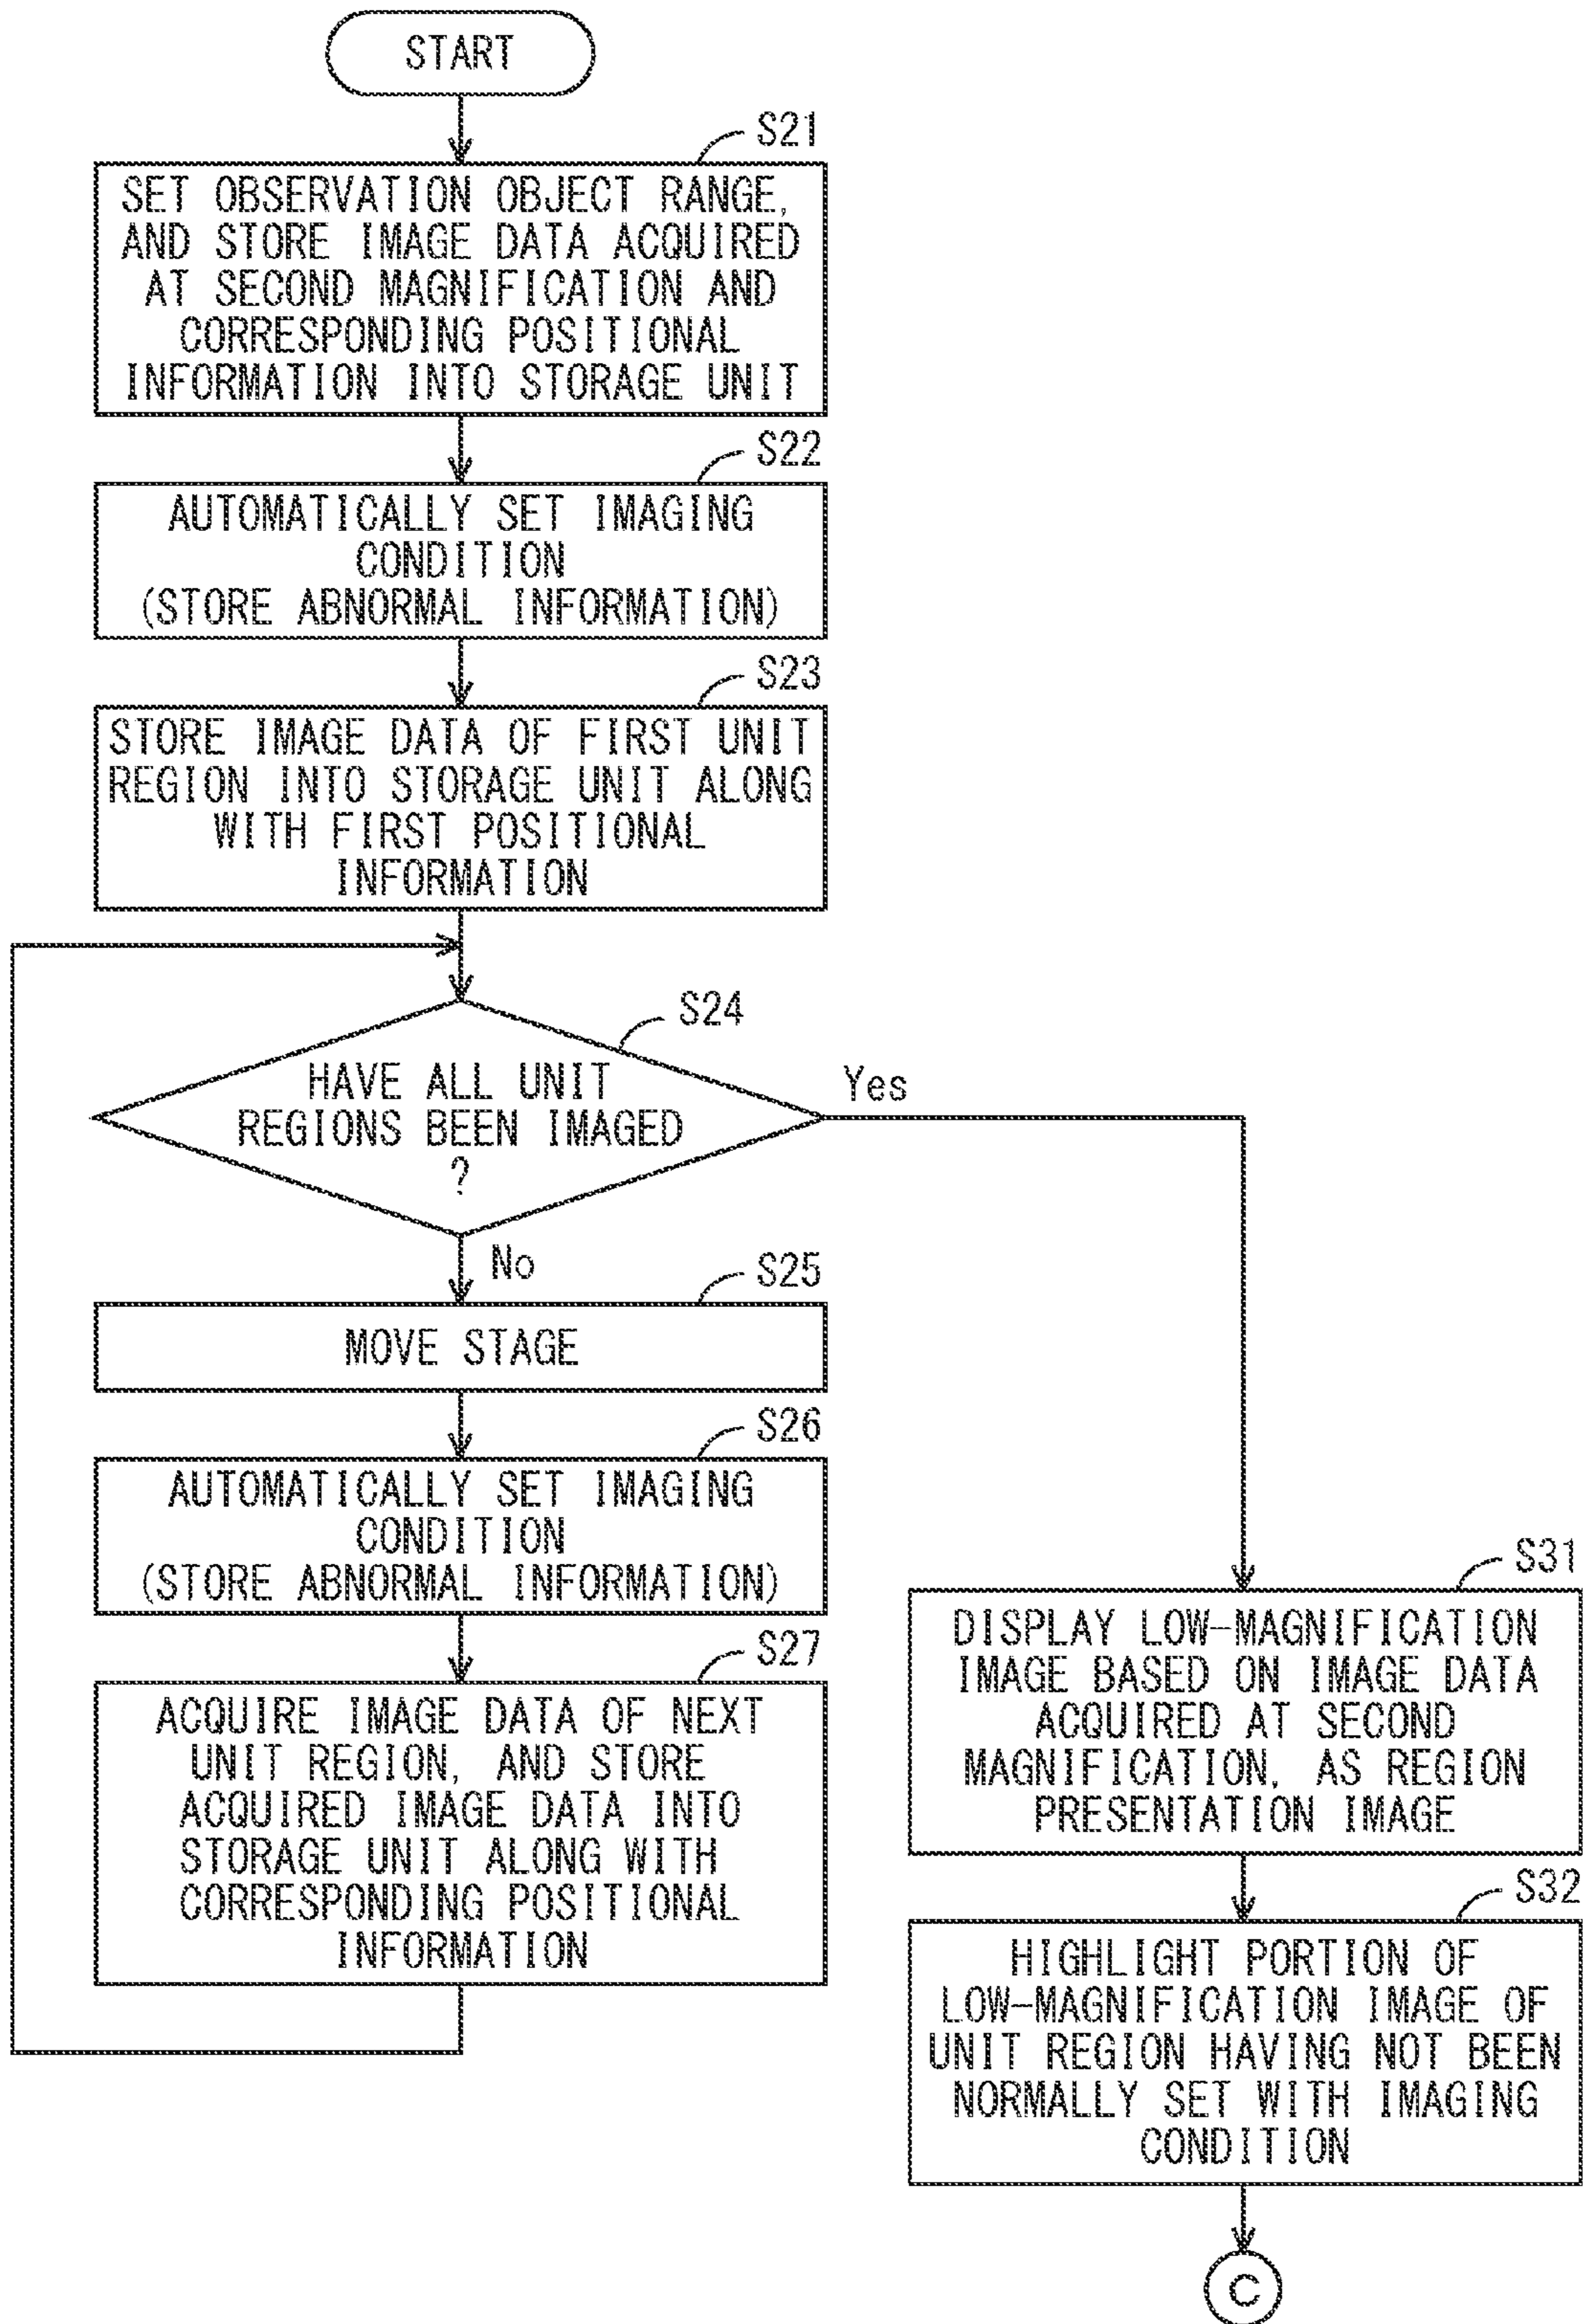 START
S21
SET OBSERVATION OBJECT RANGE,
AND STORE IMAGE DATA ACQUIRED
AT SECOND MAGNIFICATION AND
CORRESPONDING POSITIONAL
INFORMATION INTO STORAGE UNIT
S22
AUTOMATICALLY SET IMAGING
CONDITION
(STORE ABNORMAL INFORMATION)
S23
STORE IMAGE DATA OF FIRST UNIT
REGION INTO STORAGE UNIT ALONG
WITH FIRST POSITIONAL
INFORMATION
S24
HAVE ALL UNIT
REGIONS BEEN IMAGED
?
Yes
No
S25
MOVE STAGE
S26
AUTOMATICALLY SET IMAGING
CONDITION
(STORE ABNORMAL INFORMATION)
S27
ACQUIRE IMAGE DATA OF NEXT
UNIT REGION, AND STORE
ACQUIRED IMAGE DATA INTO
STORAGE UNIT ALONG WITH
CORRESPONDING POSITIONAL
INFORMATION
S31
DISPLAY LOW-MAGNIFICATION
IMAGE BASED ON IMAGE DATA
ACQUIRED AT SECOND
MAGNIFICATION, AS REGION
PRESENTATION IMAGE
S32
HIGHLIGHT PORTION OF
LOW-MAGNIFICATION IMAGE OF
UNIT REGION HAVING NOT BEEN
NORMALLY SET WITH IMAGING
CONDITION
C